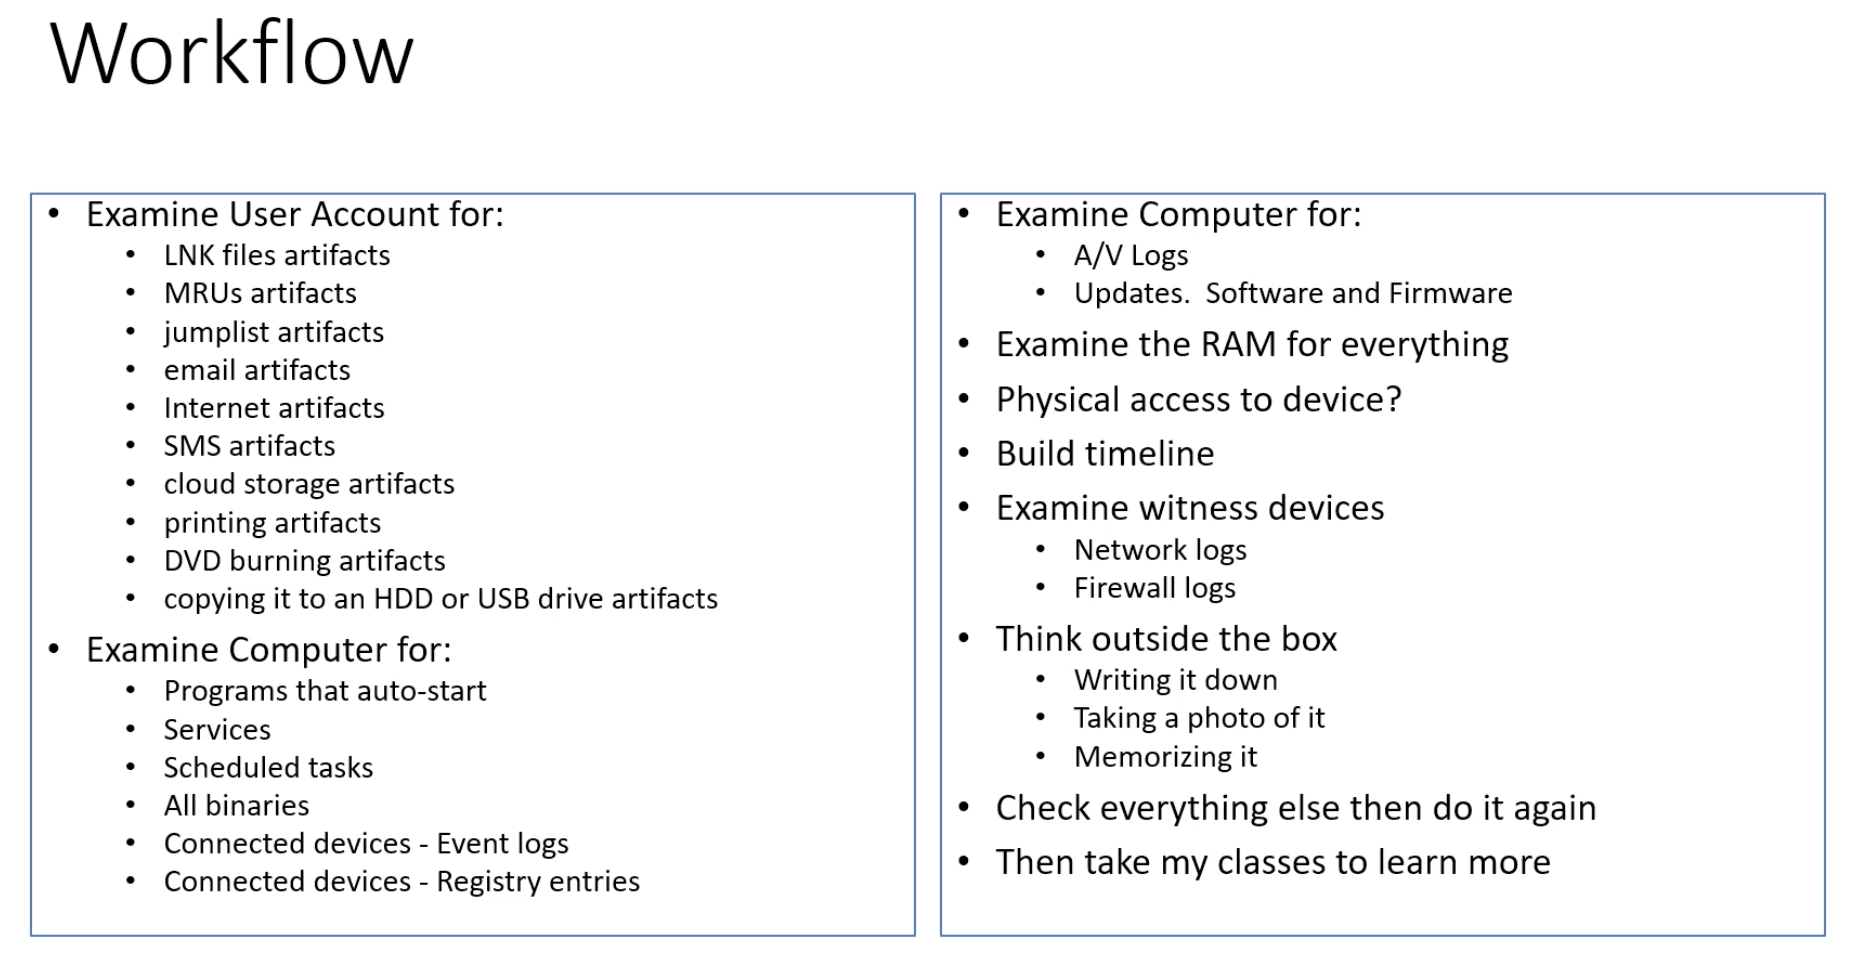 Workflow
• Examine User Account for:
• LNK files artifacts
• MRUs artifacts
• jumplist artifacts
• email artifacts
• Internet artifacts
• SMS artifacts
• cloud storage artifacts
• printing artifacts
• DVD burning artifacts
• copying it to an HDD or USB drive artifacts
• Examine Computer for:
• Programs that auto-start
• Services
• Scheduled tasks
• All binaries
• Connected devices - Event logs
• Connected devices - Registry entries
• Examine Computer for:
• A/V Logs
• Updates.  Software and Firmware
• Examine the RAM for everything
• Physical access to device?
• Build timeline
• Examine witness devices
• Network logs
• Firewall logs
• Think outside the box
• Writing it down
• Taking a photo of it
• Memorizing it
• Check everything else then do it again
• Then take my classes to learn more